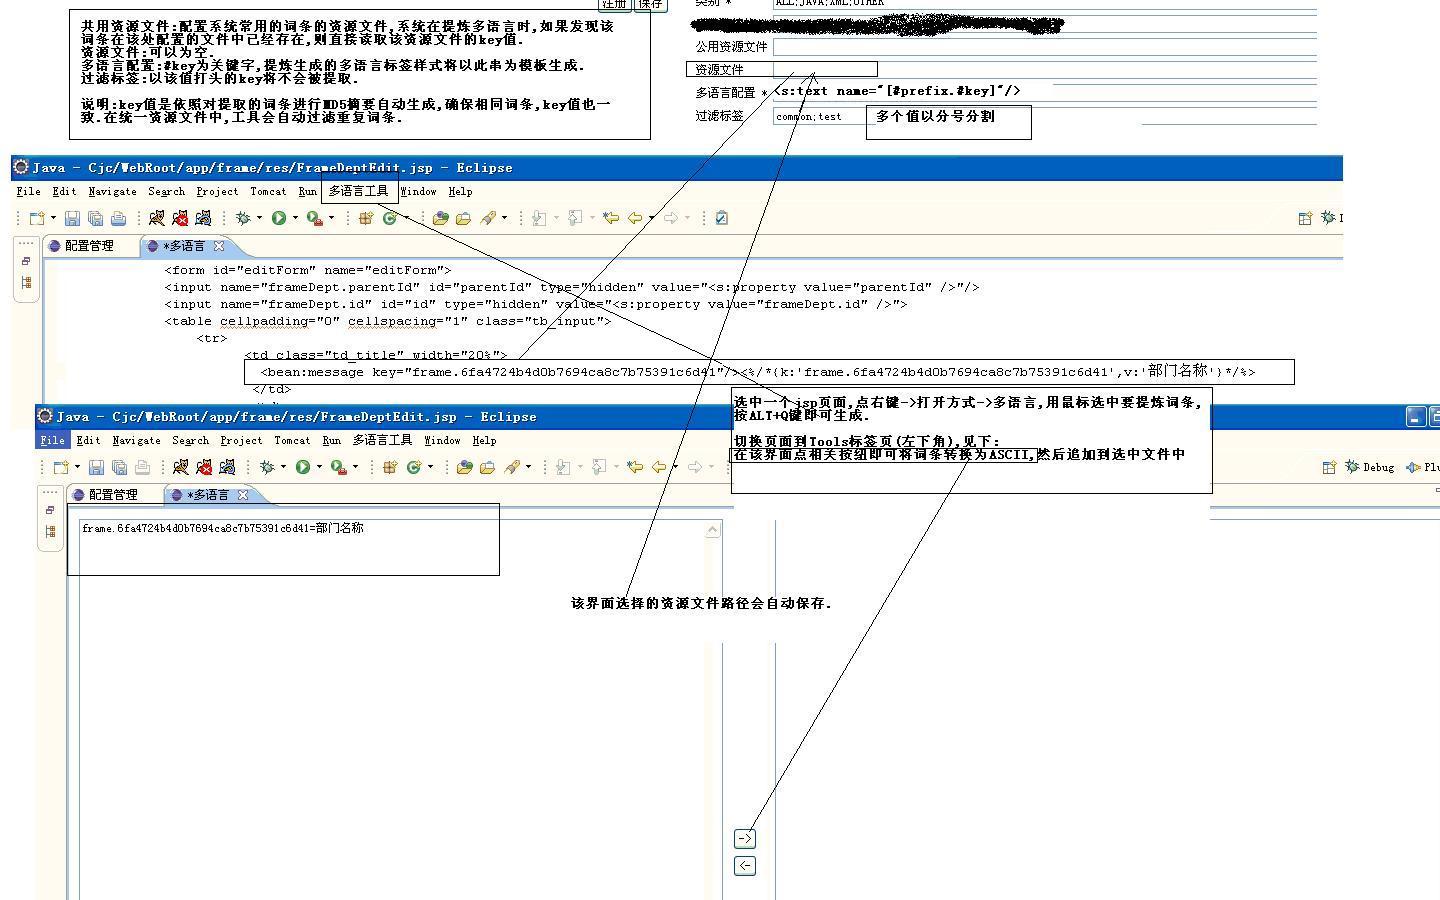 注册 保存
类别 * ALL;JAVA;XML;OTHER
共用资源文件:配置系统常用的词条的资源文件,系统在提炼多语言时,如果发现该
词条在该处配置的文件中已经存在,则直接读取该资源文件的key值.
资源文件:可以为空.
多语言配置:#key为关键字,提炼生成的多语言标签样式将以此串为模板生成.
过滤标签:以该值打头的key将不会被提取.
说明:key值是依照对提取的词条进行MD5摘要自动生成,确保相同词条,key值也一
致.在统一资源文件中,工具会自动过滤重复词条.
公用资源文件
资源文件
多语言配置 * <s:text name="[#prefix.#key]"/>
过滤标签 common;test 多个值以分号分割
Java - Cjc/WebRoot/app/frame/res/FrameDeptEdit.jsp - Eclipse
File Edit Navigate Search Project Tomcat Run 多语言工具 Window Help
配置管理 *多语言
<form id="editForm" name="editForm">
<input name="frameDept.parentId" id="parentId" type="hidden" value="<s:property value="parentId" />"/>
<input name="frameDept.id" id="id" type="hidden" value="<s:property value="frameDept.id" />">
<table cellpadding="0" cellspacing="1" class="tb_input">
<tr>
<td class="td_title" width="20%">
<bean:message key="frame.6fa4724b4d0b7694ca8c7b75391c6d41"/><%/*{k:'frame.6fa4724b4d0b7694ca8c7b75391c6d41',v:'部门名称'}*/%>
</td>
选中一个jsp页面,点右键->打开方式->多语言,用鼠标选中要提炼词条,
按ALT+Q键即可生成.
切换页面到Tools标签页(左下角),见下:
在该界面点相关按纽即可将词条转换为ASCII,然后追加到选中文件中
Java - Cjc/WebRoot/app/frame/res/FrameDeptEdit.jsp - Eclipse
File Edit Navigate Search Project Tomcat Run 多语言工具 Window Help
Debug
配置管理 *多语言
frame.6fa4724b4d0b7694ca8c7b75391c6d41=部门名称
该界面选择的资源文件路径会自动保存.
->
<-